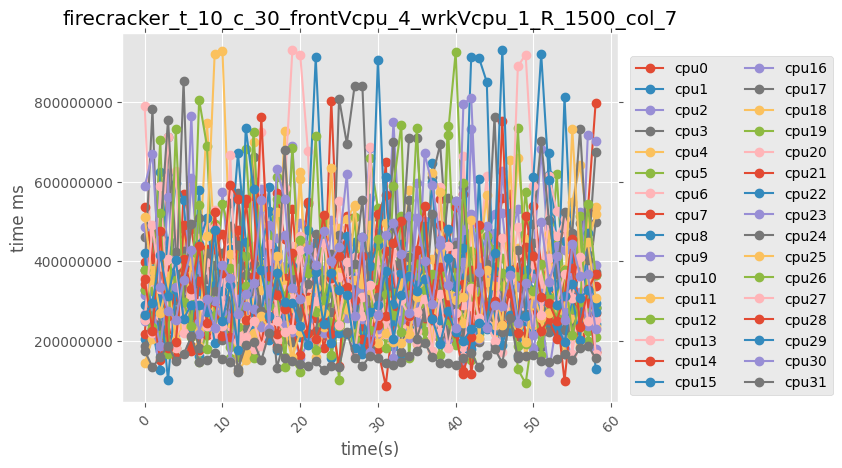 firecracker_t_10_c_30_frontVcpu_4_wrkVcpu_1_R_1500_col_7
time ms
800000000
600000000
400000000
200000000
0
10
20
30
40
50
60
time(s)
cpu0
cpu1
cpu2
cpu3
cpu4
cpu5
cpu6
cpu7
cpu8
cpu9
cpu10
cpu11
cpu12
cpu13
cpu14
cpu15
cpu16
cpu17
cpu18
cpu19
cpu20
cpu21
cpu22
cpu23
cpu24
cpu25
cpu26
cpu27
cpu28
cpu29
cpu30
cpu31